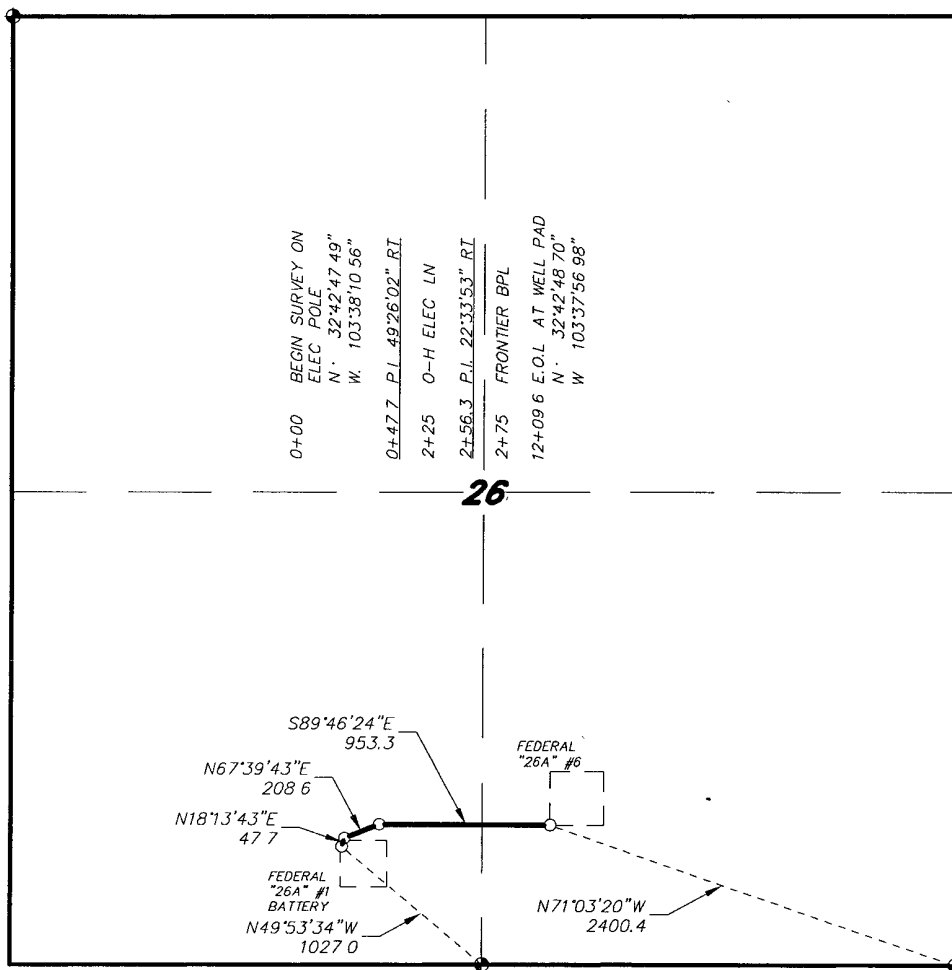 0+00 BEGIN SURVEY ON
ELEC POLE
N · 32°42'47 49"
W. 103°38'10 56"
0+47 7 P I. 49°26'02" RT
2+25 O-H ELEC LN
2+56.3 P.I. 22°33'53" RT
2+75 FRONTIER BPL
12+09 6 E.O.L AT WELL PAD
N · 32°42'48 70"
W 103°37'56 98"
26
S89°46'24"E
953.3
N67°39'43"E
208 6
N18°13'43"E
47 7
FEDERAL
"26A" #6
FEDERAL
"26A" #1
BATTERY
N49°53'34"W
1027 0
N71°03'20"W
2400.4